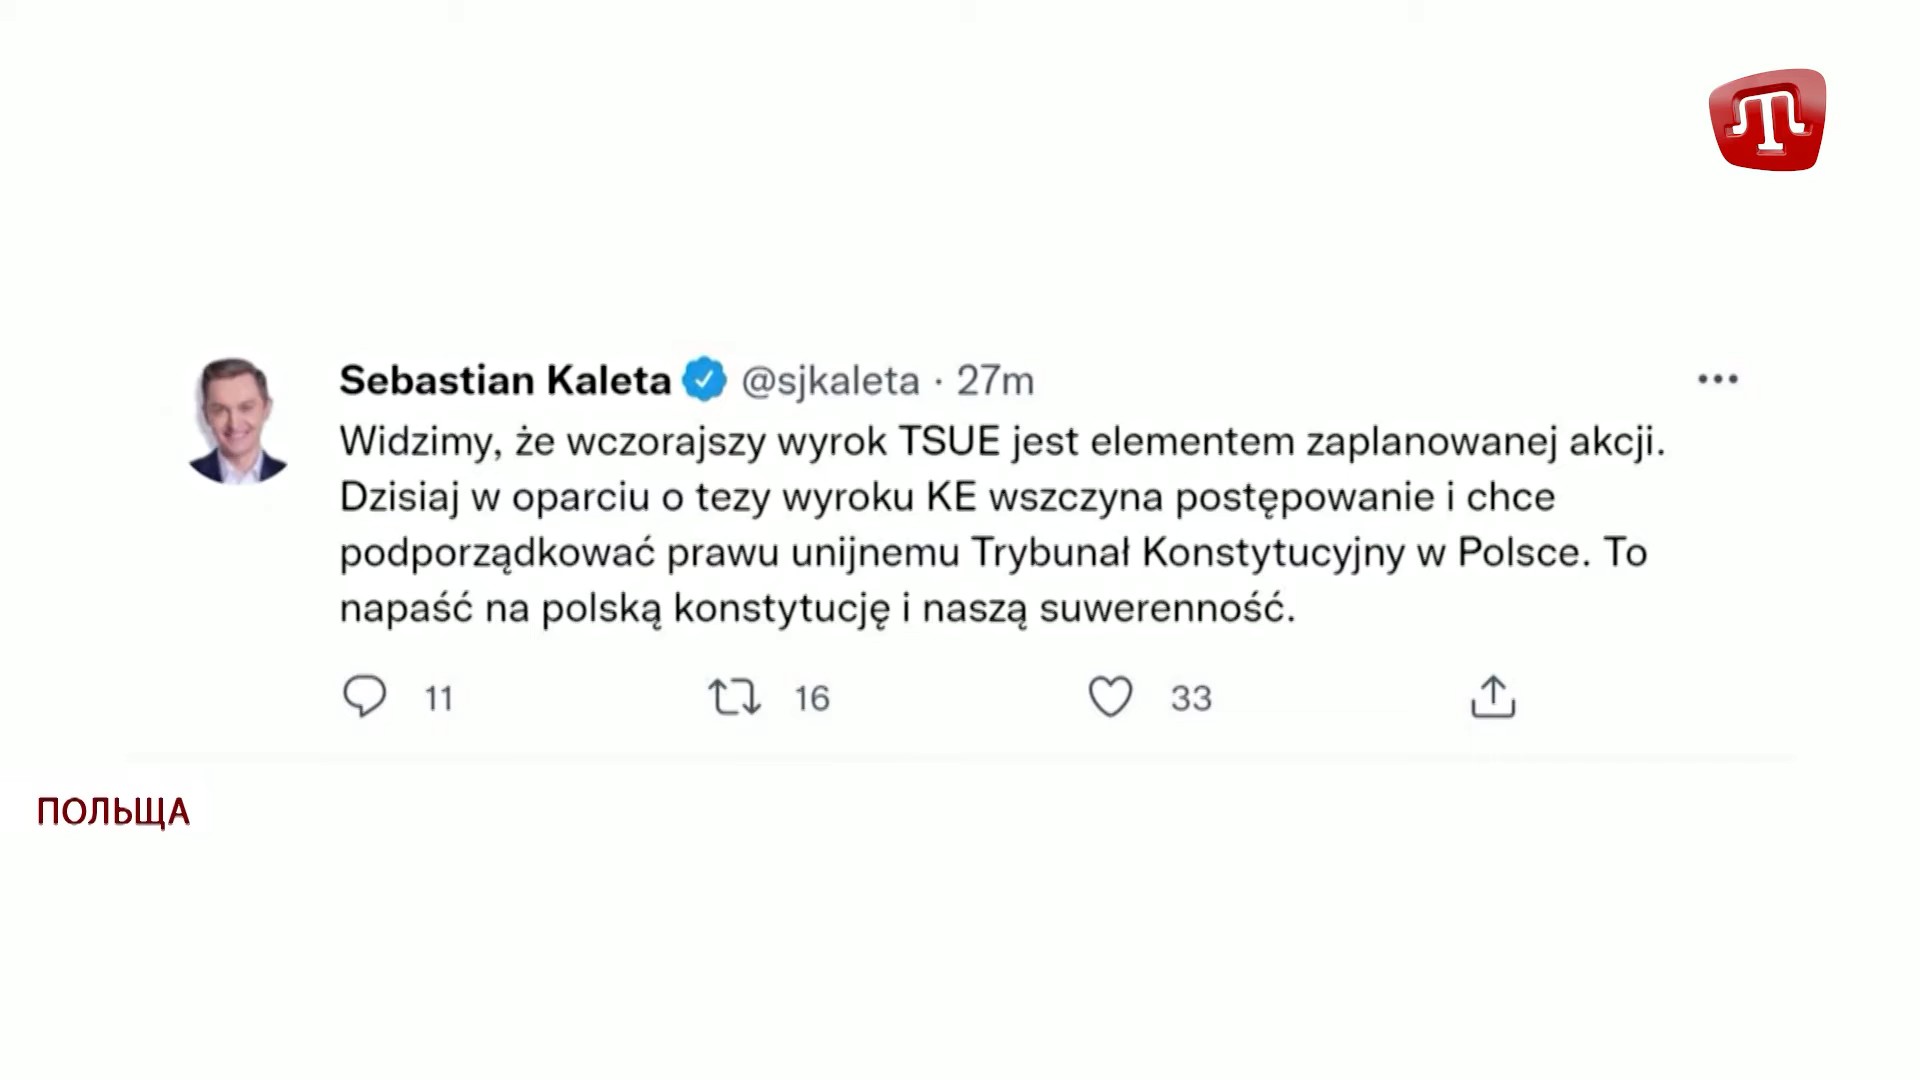 Sebastian Kaleta @sjkaleta · 27m
Widzimy, że wczorajszy wyrok TSUE jest elementem zaplanowanej akcji.
Dzisiaj w oparciu o tezy wyroku KE wszczyna postępowanie i chce
podporządkować prawu unijnemu Trybunał Konstytucyjny w Polsce. To
napaść na polską konstytucję i naszą suwerenność.
11 16 33
ПОЛЬЩА